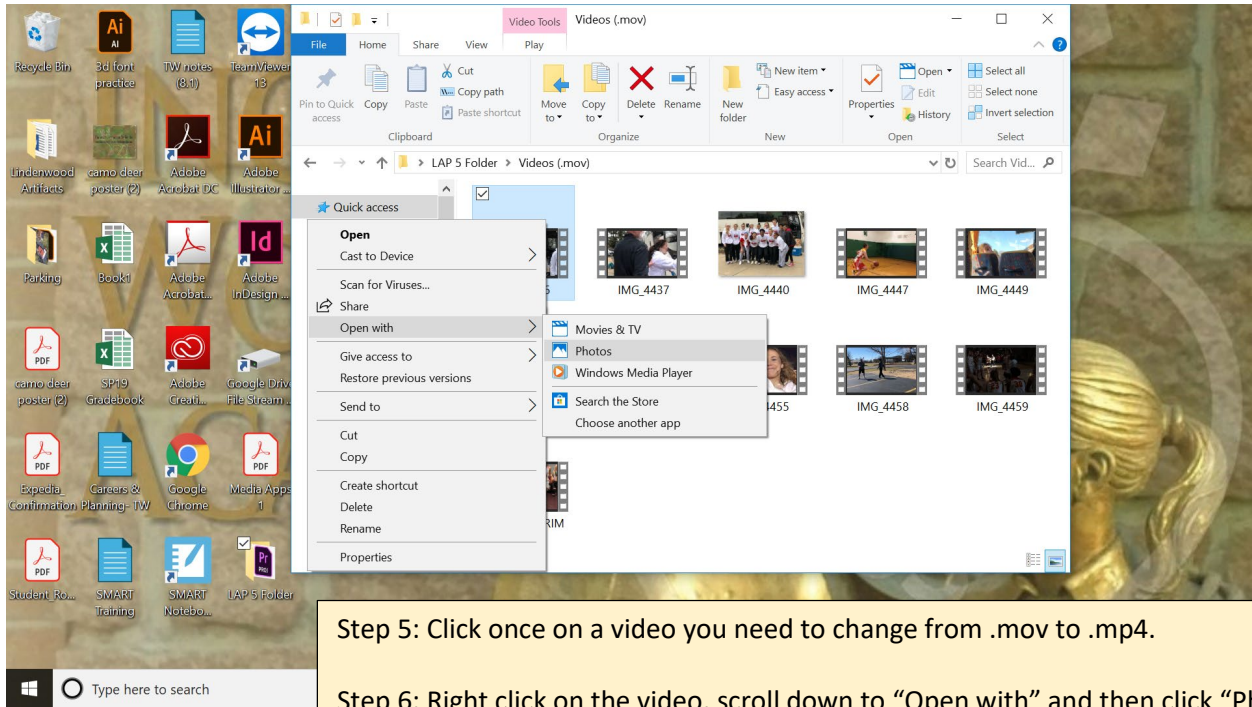 Video Tools Videos (.mov)
File Home Share View Play
Pin to Quick access
Copy
Paste
Cut
Copy path
Paste shortcut
Clipboard
Move to
Copy to
Delete
Rename
Organize
New folder
New item
Easy access
New
Properties
Open
Edit
History
Open
Select all
Select none
Invert selection
Select
LAP 5 Folder > Videos (.mov)
Search Vid...
Quick access
Open
Cast to Device
Scan for Viruses...
Share
Open with
Give access to
Restore previous versions
Send to
Cut
Copy
Create shortcut
Delete
Rename
Properties
Movies & TV
Photos
Windows Media Player
Search the Store
Choose another app
IMG_4437
IMG_4440
IMG_4447
IMG_4449
4455
IMG_4458
IMG_4459
RIM
Recycle Bin
3d font practice
TW notes (8.1)
TeamViewer 13
Lindenwood Artifacts
camo deer poster (2)
Adobe Acrobat DC
Adobe Illustrator ...
Parking
Book1
Adobe Acrobat...
Adobe InDesign ...
camo deer poster (2)
SP19 Gradebook
Adobe Creati...
Google Drive File Stream...
Expedia_ Confirmation
Careers & Planning- TW
Google Chrome
Media Apps 1
Student_Ro...
SMART Training
SMART Notebo...
LAP 5 Folder
Type here to search
Step 5: Click once on a video you need to change from .mov to .mp4.
Step 6: Right click on the video, scroll down to “Open with” and then click “Ph